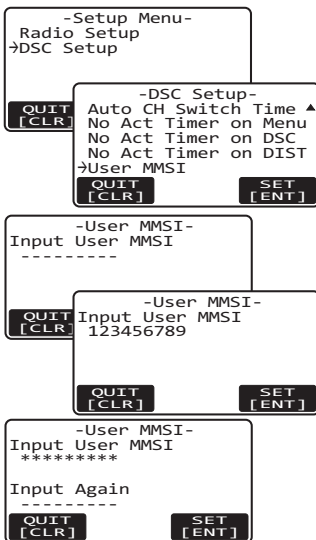 -Setup Menu-
Radio Setup
→DSC Setup
QUIT
[CLR]
-DSC Setup-
Auto CH Switch Time ▲
No Act Timer on Menu
No Act Timer on DSC
No Act Timer on DIST
→User MMSI
QUIT SET
[CLR] [ENT]
-User MMSI-
Input User MMSI
---------
QUIT
[CLR]
-User MMSI-
Input User MMSI
123456789
QUIT SET
[CLR] [ENT]
-User MMSI-
Input User MMSI
*********
Input Again
---------
QUIT SET
[CLR] [ENT]